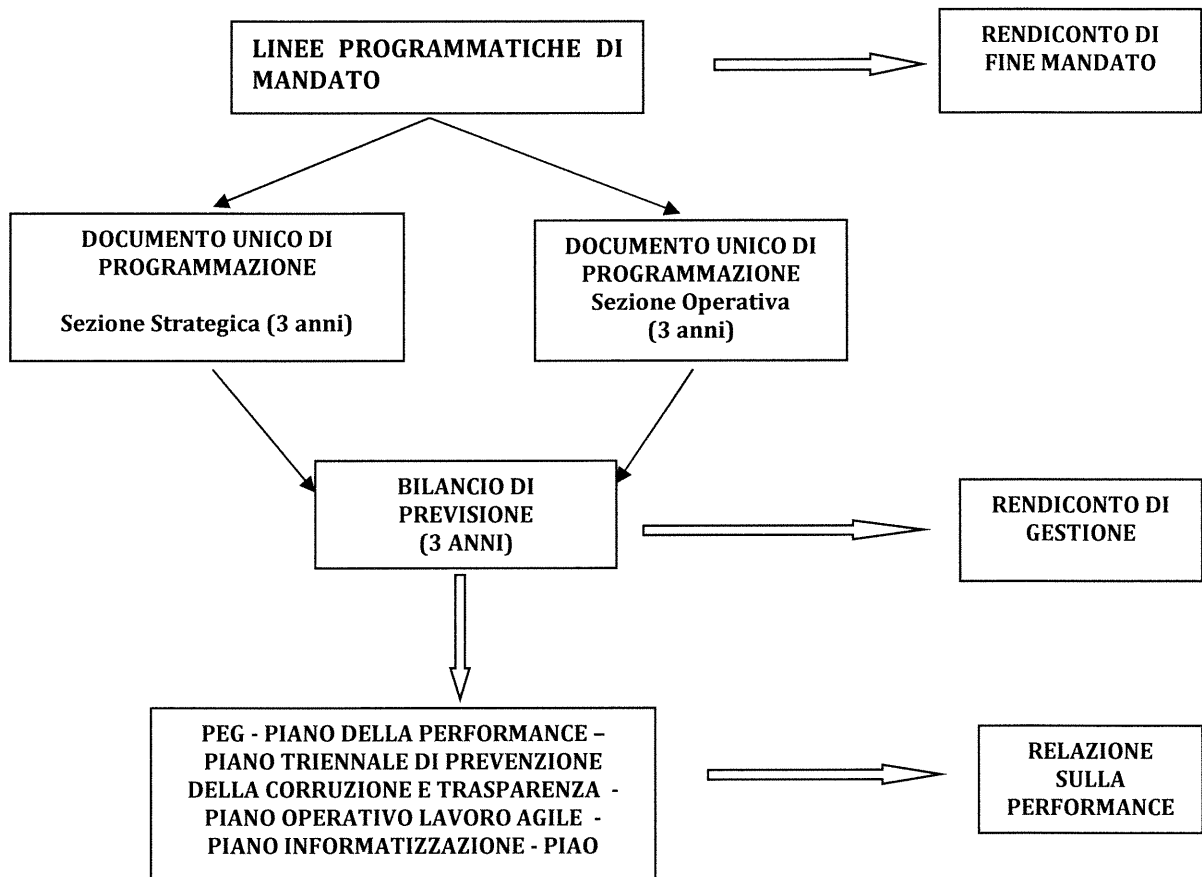 LINEE PROGRAMMATICHE DI
MANDATO
RENDICONTO DI
FINE MANDATO
DOCUMENTO UNICO DI
PROGRAMMAZIONE
Sezione Strategica (3 anni)
DOCUMENTO UNICO DI
PROGRAMMAZIONE
Sezione Operativa
(3 anni)
BILANCIO DI
PREVISIONE
(3 ANNI)
RENDICONTO DI
GESTIONE
PEG - PIANO DELLA PERFORMANCE –
PIANO TRIENNALE DI PREVENZIONE
DELLA CORRUZIONE E TRASPARENZA -
PIANO OPERATIVO LAVORO AGILE -
PIANO INFORMATIZZAZIONE - PIAO
RELAZIONE
SULLA
PERFORMANCE